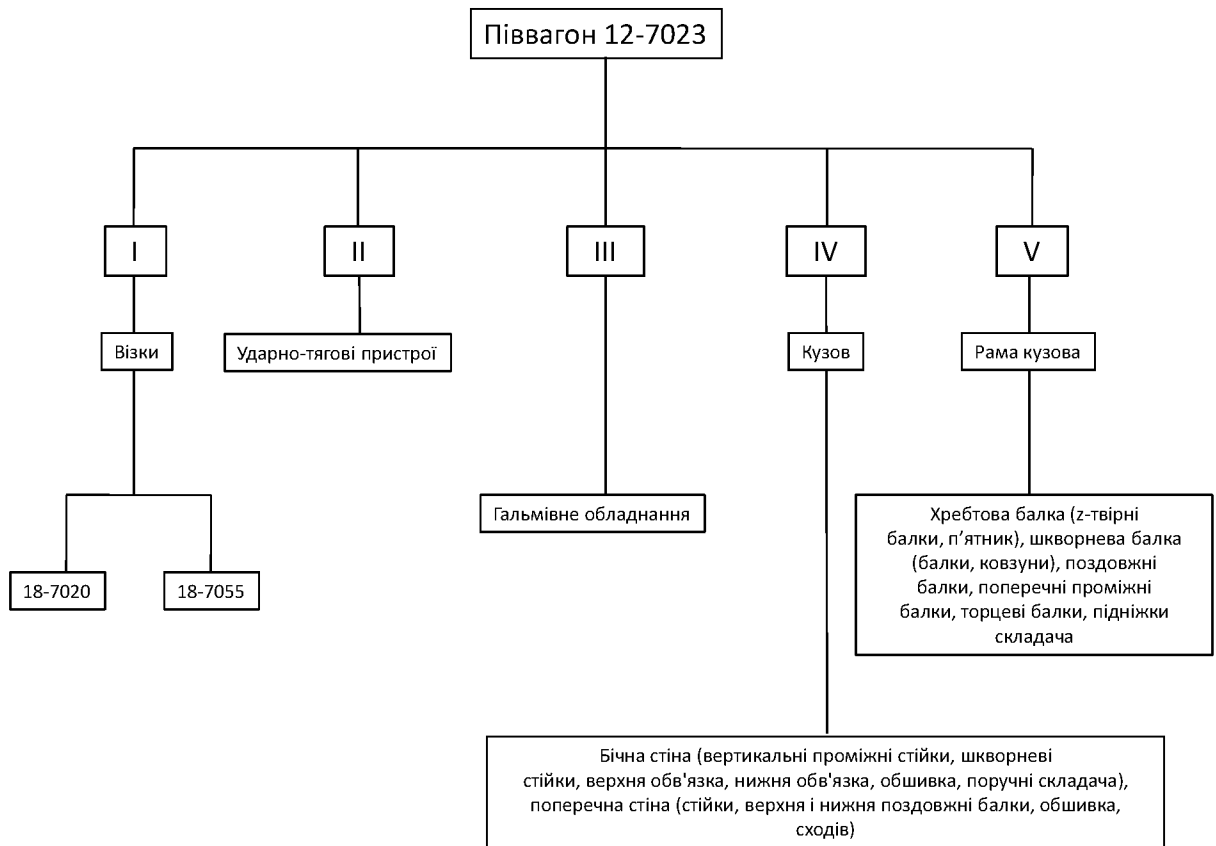 Піввагон 12-7023
I
II
III
IV
V
Візки
Ударно-тягові пристрої
Кузов
Рама кузова
Гальмівне обладнання
Хребтова балка (z-твірні
балки, п’ятник), шкворнева балка
(балки, ковзуни), поздовжні
балки, поперечні проміжні
балки, торцеві балки, підніжки
складача
18-7020
18-7055
Бічна стіна (вертикальні проміжні стійки, шкворневі
стійки, верхня обв'язка, нижня обв'язка, обшивка, поручні складача),
поперечна стіна (стійки, верхня і нижня поздовжні балки, обшивка,
сходів)